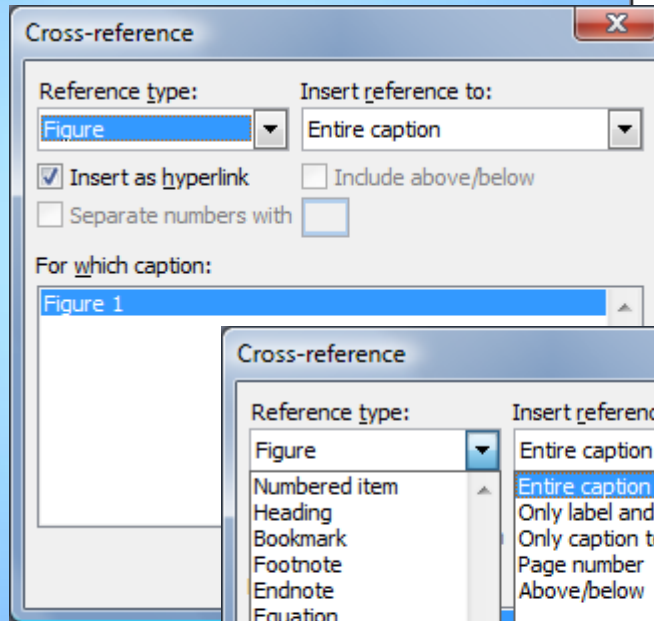 Cross-reference
Reference type: Insert reference to:
Figure Entire caption
Insert as hyperlink Include above/below
Separate numbers with
For which caption:
Figure 1
Cross-reference
Reference type: Insert
Figure Entire caption
Numbered item Entire caption
Heading Only label and
Bookmark Only caption
Footnote Page number
Endnote Above/below
Equation